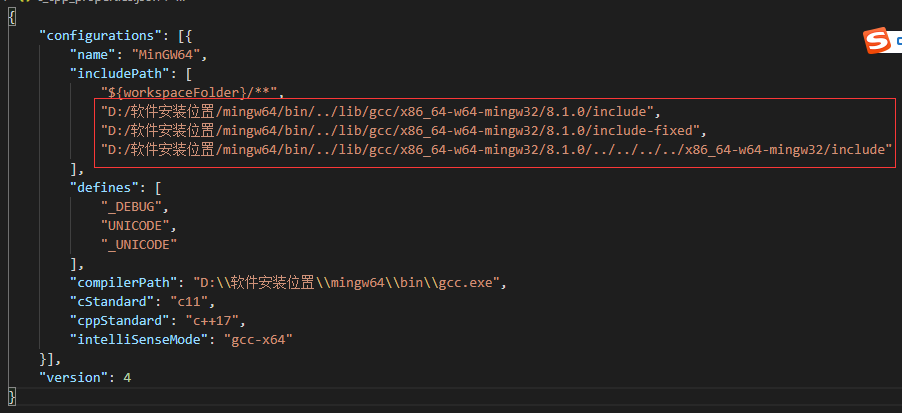 {
"configurations": [{
"name": "MinGW64",
"includePath": [
"${workspaceFolder}/**",
"D:/软件安装位置/mingw64/bin/../lib/gcc/x86_64-w64-mingw32/8.1.0/include",
"D:/软件安装位置/mingw64/bin/../lib/gcc/x86_64-w64-mingw32/8.1.0/include-fixed",
"D:/软件安装位置/mingw64/bin/../lib/gcc/x86_64-w64-mingw32/8.1.0/../../../../x86_64-w64-mingw32/include"
],
"defines": [
"_DEBUG",
"UNICODE",
"_UNICODE"
],
"compilerPath": "D:\\软件安装位置\\mingw64\\bin\\gcc.exe",
"cStandard": "c11",
"cppStandard": "c++17",
"intelliSenseMode": "gcc-x64"
}],
"version": 4
}